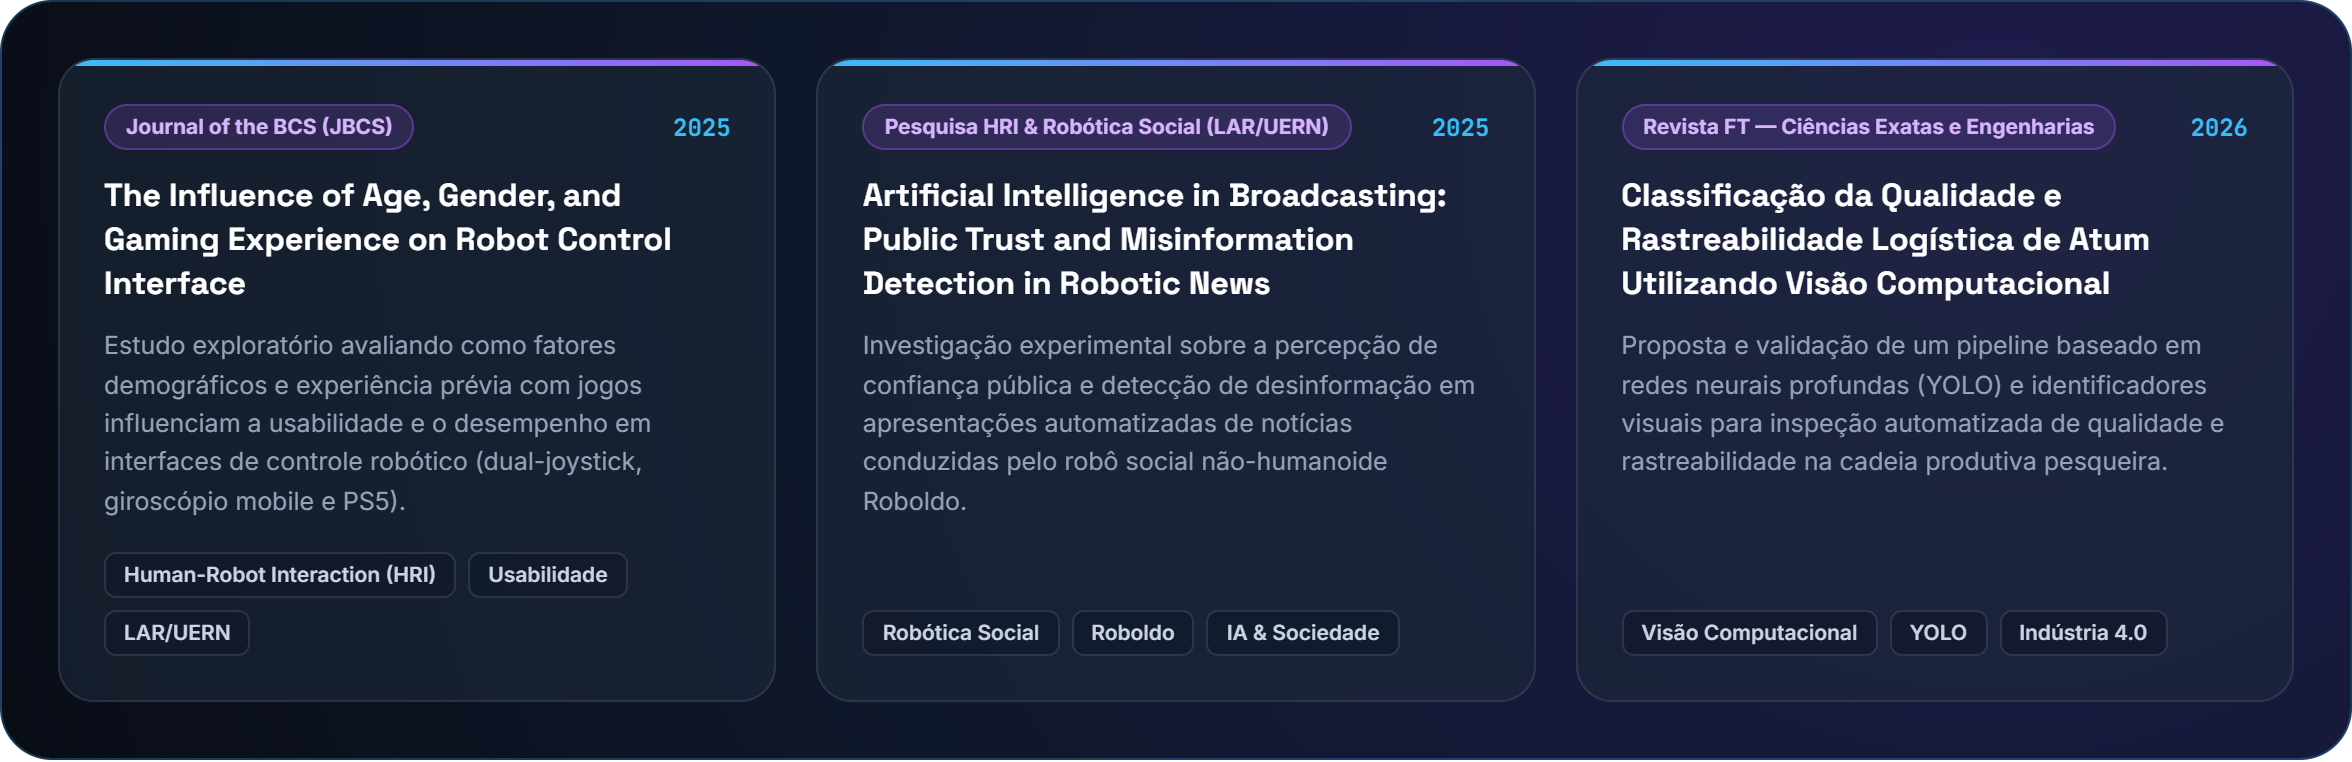 Journal of the BCS (JBCS)
2025
The Influence of Age, Gender, and
Gaming Experience on Robot Control
Interface
Estudo exploratório avaliando como fatores
demográficos e experiência prévia com jogos
influenciam a usabilidade e o desempenho em
interfaces de controle robótico (dual-joystick,
giroscópio mobile e PS5).
Human-Robot Interaction (HRI)
Usabilidade
LAR/UERN
Pesquisa HRI & Robótica Social (LAR/UERN)
2025
Artificial Intelligence in Broadcasting:
Public Trust and Misinformation
Detection in Robotic News
Investigação experimental sobre a percepção de
confiança pública e detecção de desinformação em
apresentações automatizadas de notícias
conduzidas pelo robô social não-humanoide
Roboldo.
Robótica Social
Roboldo
IA & Sociedade
Revista FT — Ciências Exatas e Engenharias
2026
Classificação da Qualidade e
Rastreabilidade Logística de Atum
Utilizando Visão Computacional
Proposta e validação de um pipeline baseado em
redes neurais profundas (YOLO) e identificadores
visuais para inspeção automatizada de qualidade e
rastreabilidade na cadeia produtiva pesqueira.
Visão Computacional
YOLO
Indústria 4.0